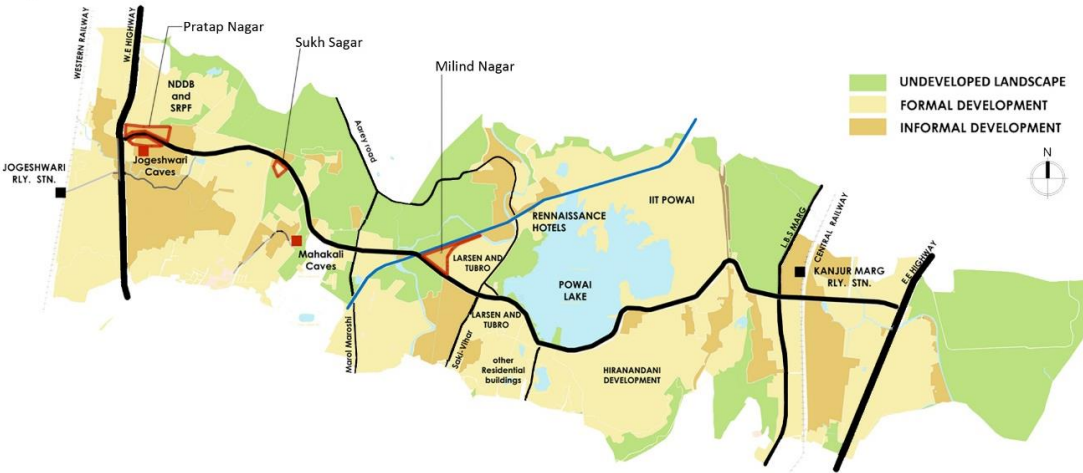 Pratap Nagar
Sukh Sagar
Milind Nagar
WESTERN RAILWAY
W.E HIGHWAY
NDDB
and
SRPF
JOGESHWARI
RLY. STN.
Jogeshwari
Caves
Mahakali
Caves
Aarey road
Marol Maroshi
LARSEN AND
TUBRO
LARSEN AND
TUBRO
Saki-Vihar
other
Residential
buildings
RENNAISSANCE
HOTELS
POWAI
LAKE
IIT POWAI
HIRANANDANI
DEVELOPMENT
L.B.S MARG
CENTRAL RAILWAY
KANJUR MARG
RLY. STN.
E.E HIGHWAY
UNDEVELOPED LANDSCAPE
FORMAL DEVELOPMENT
INFORMAL DEVELOPMENT
N